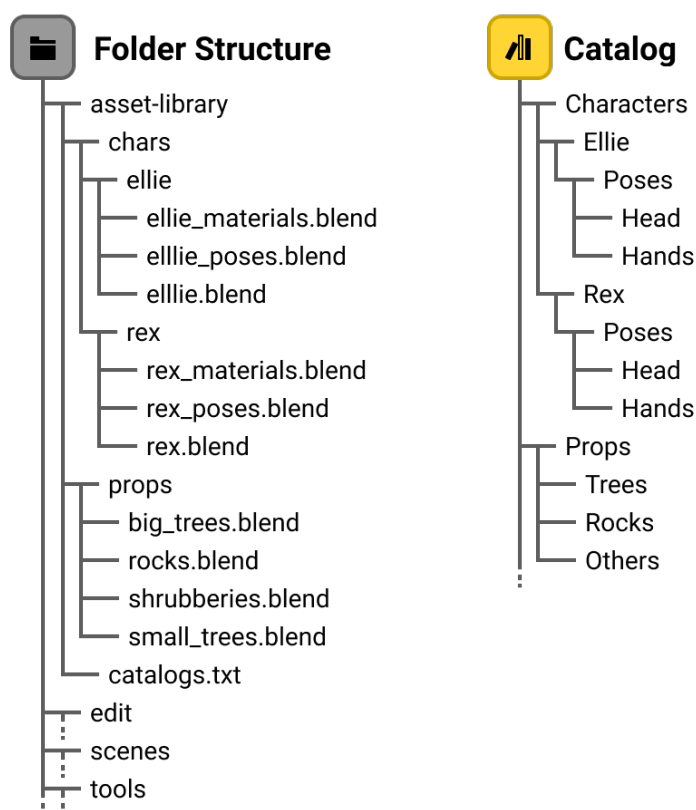 Folder Structure
asset-library
chars
ellie
ellie_materials.blend
elllie_poses.blend
elllie.blend
rex
rex_materials.blend
rex_poses.blend
rex.blend
props
big_trees.blend
rocks.blend
shrubberies.blend
small_trees.blend
catalogs.txt
edit
scenes
tools
Catalog
Characters
Ellie
Poses
Head
Hands
Rex
Poses
Head
Hands
Props
Trees
Rocks
Others